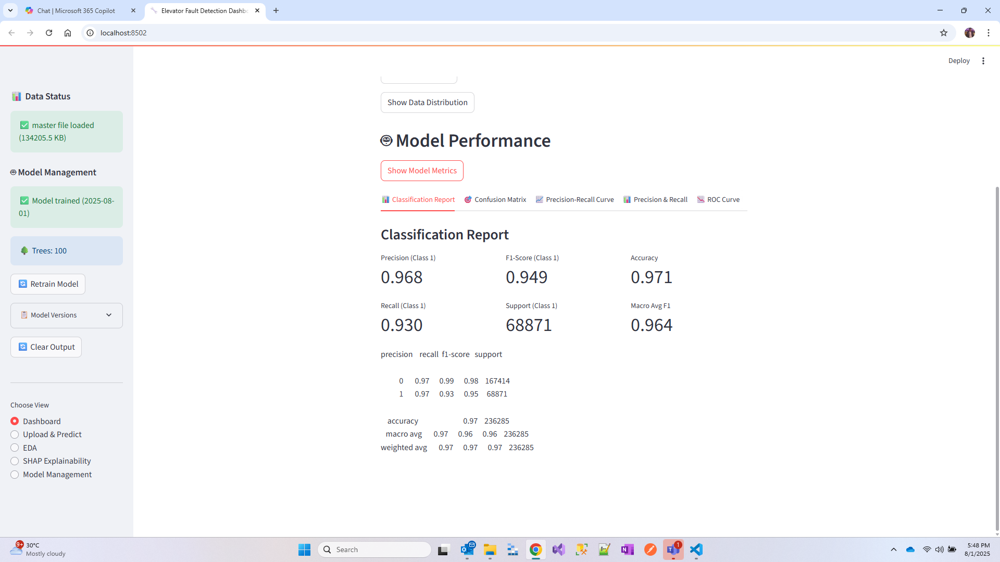 Chat | Microsoft 365 Copilot
Elevator Fault Detection Dashbo
localhost:8502
Deploy
Data Status
master file loaded
(134205.5 KB)
Model Management
Model trained (2025-08-
01)
Trees: 100
Retrain Model
Model Versions
Clear Output
Choose View
Dashboard
Upload & Predict
EDA
SHAP Explainability
Model Management
Show Data Distribution
Model Performance
Show Model Metrics
Classification Report Confusion Matrix Precision-Recall Curve Precision & Recall ROC Curve
Classification Report
Precision (Class 1) F1-Score (Class 1) Accuracy
0.968 0.949 0.971
Recall (Class 1) Support (Class 1) Macro Avg F1
0.930 68871 0.964
precision recall f1-score support
0 0.97 0.99 0.98 167414
1 0.97 0.93 0.95 68871
accuracy 0.97 236285
macro avg 0.97 0.96 0.96 236285
weighted avg 0.97 0.97 0.97 236285
9+
30°C
Mostly cloudy
Search
1
5:48 PM
8/1/2025